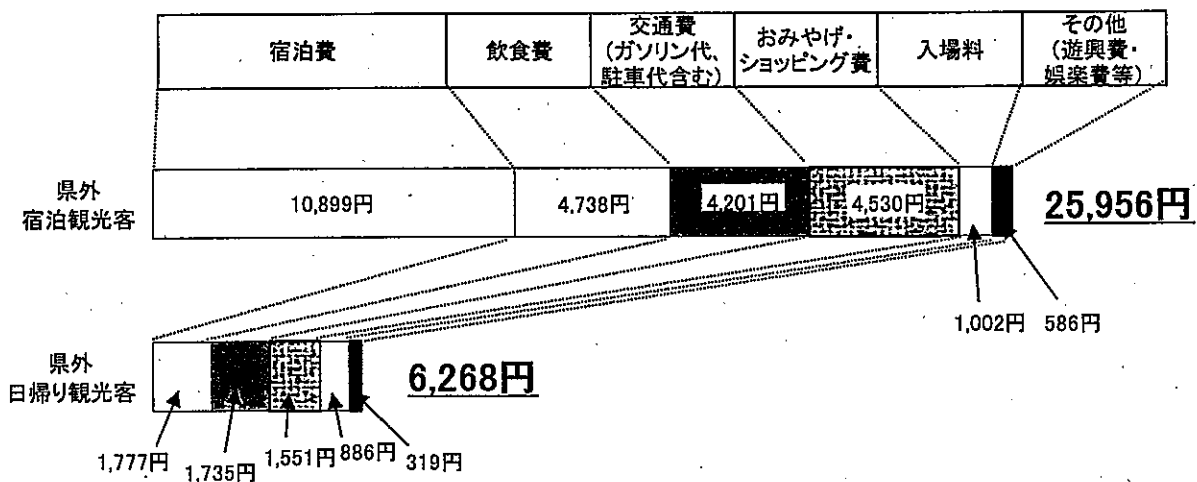 宿泊費
飲食費
交通費
(ガソリン代、
駐車代含む)
おみやげ・
ショッピング費
入場料
その他
(遊興費・
娯楽費等)
県外
宿泊観光客
10,899円
4,738円
4,201円
4,530円
25,956円
1,002円
586円
県外
日帰り観光客
6,268円
1,777円
1,735円
1,551円
886円
319円